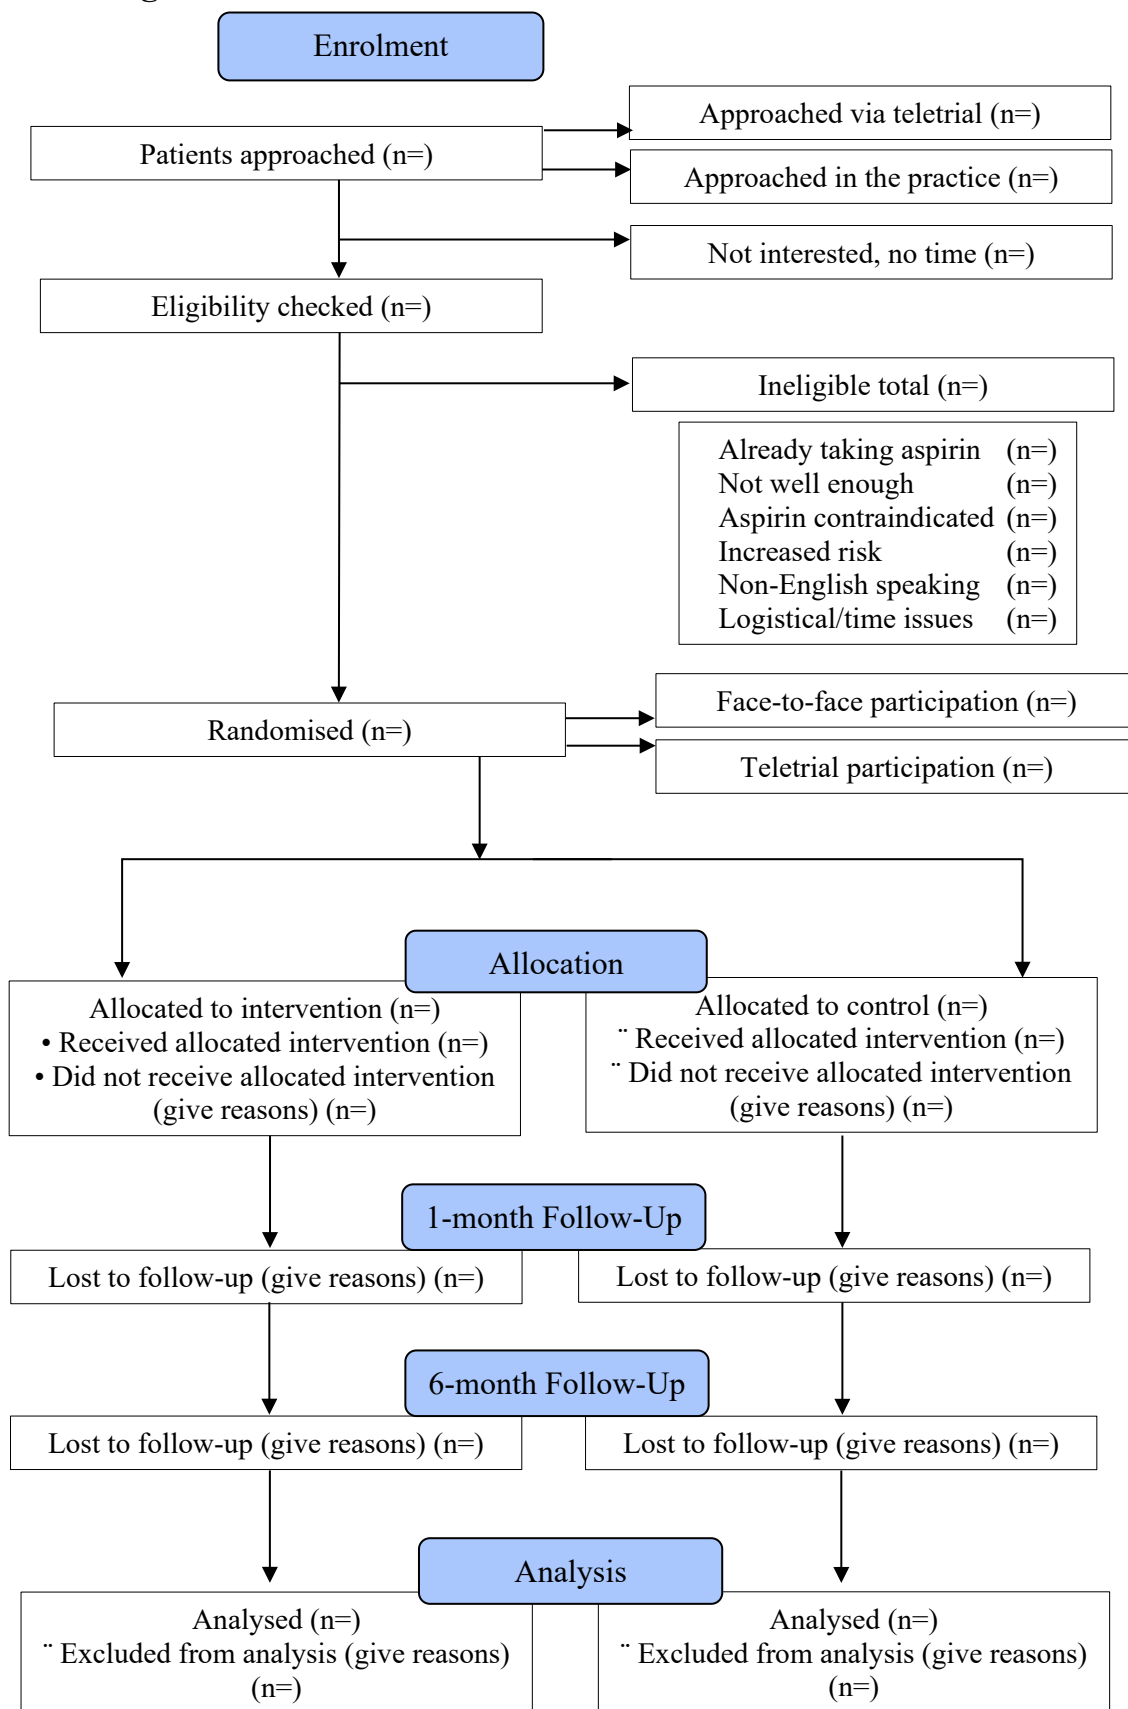 Enrolment
Approached via teletrial (n=)
Patients approached (n=)
Approached in the practice (n=)
Not interested, no time (n=)
Eligibility checked (n=)
Ineligible total (n=)
Already taking aspirin (n=)
Not well enough (n=)
Aspirin contraindicated (n=)
Increased risk (n=)
Non-English speaking (n=)
Logistical/time issues (n=)
Face-to-face participation (n=)
Randomised (n=)
Teletrial participation (n=)
Allocation
Allocated to intervention (n=)
• Received allocated intervention (n=)
• Did not receive allocated intervention
(give reasons) (n=)
Allocated to control (n=)
¨ Received allocated intervention (n=)
¨ Did not receive allocated intervention
(give reasons) (n=)
1-month Follow-Up
Lost to follow-up (give reasons) (n=)
Lost to follow-up (give reasons) (n=)
6-month Follow-Up
Lost to follow-up (give reasons) (n=)
Lost to follow-up (give reasons) (n=)
Analysis
Analysed (n=)
¨ Excluded from analysis (give reasons)
(n=)
Analysed (n=)
¨ Excluded from analysis (give reasons)
(n=)